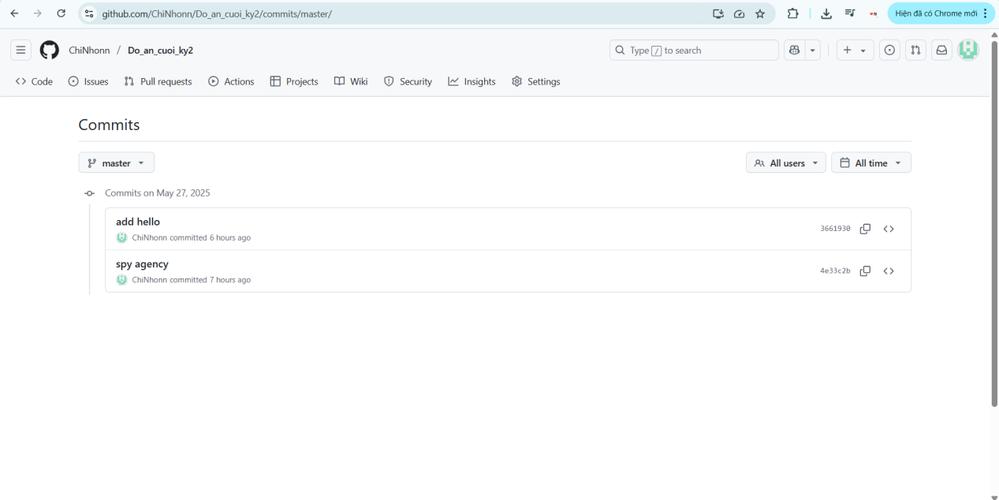 github.com/ChiNhonn/Do_an_cuoi_ky2/commits/master/
Hiện đã có Chrome mới
ChiNhonn / Do_an_cuoi_ky2
Type / to search
Code Issues Pull requests Actions Projects Wiki Security Insights Settings
Commits
master
All users All time
Commits on May 27, 2025
add hello
3661930
ChiNhonn committed 6 hours ago
spy agency
4e33c2b
ChiNhonn committed 7 hours ago